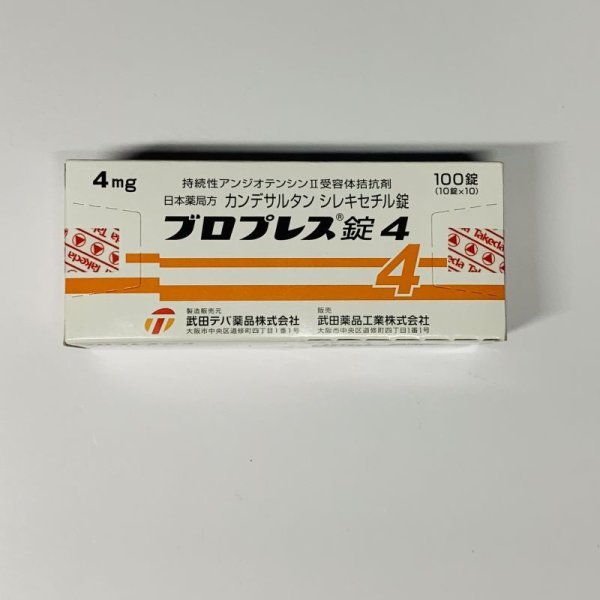 4mg
持続性アンジオテンシンⅡ受容体拮抗剤
100錠
(10錠×10)
日本薬局方 カンデサルタン シレキセチル錠
ブロプレス®錠 4
4
Takeda
Takeda
製造販売元
武田テバ薬品株式会社
大阪市中央区道修町四丁目1番1号
販売
武田薬品工業株式会社
大阪市中央区道修町四丁目1番1号